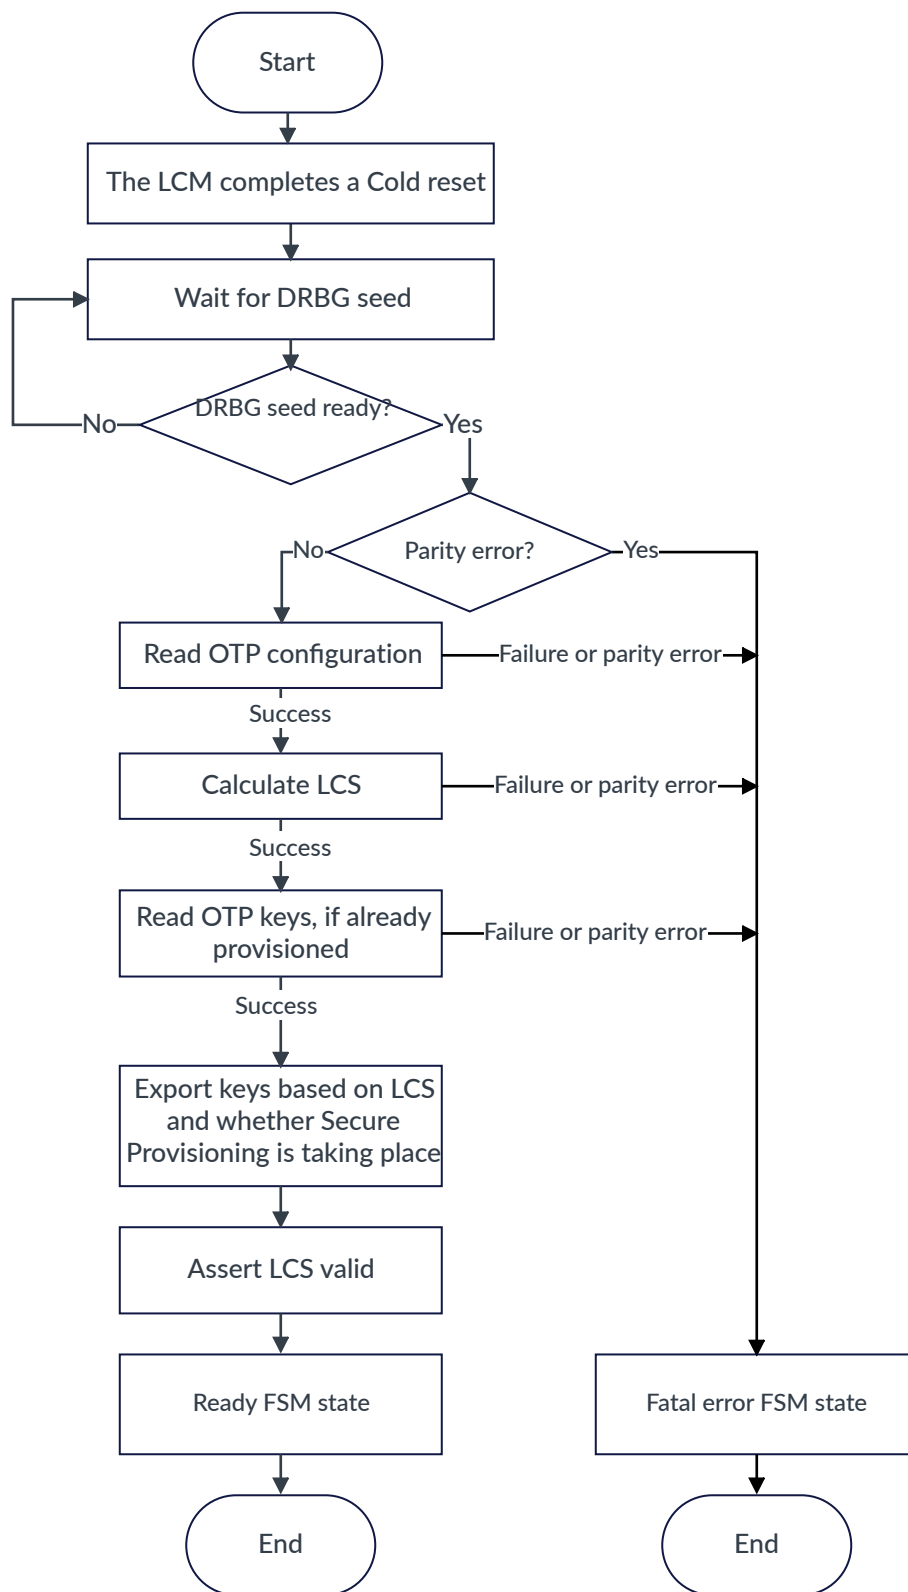 Start
The LCM completes a Cold reset
Wait for DRBG seed
DRBG seed ready?
No
Yes
Parity error?
No
Yes
Read OTP configuration
Failure or parity error
Success
Calculate LCS
Failure or parity error
Success
Read OTP keys, if already
provisioned
Failure or parity error
Success
Export keys based on LCS
and whether Secure
Provisioning is taking place
Assert LCS valid
Ready FSM state
Fatal error FSM state
End
End